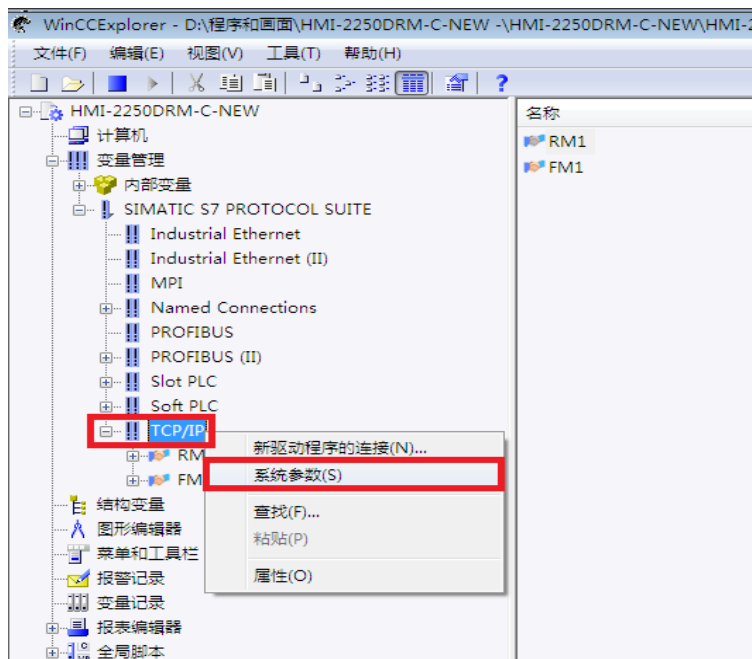 WinCCExplorer - D:\程序和画面\HMI-2250DRM-C-NEW -\HMI-2250DRM-C-NEW\HMI-2
文件(F) 编辑(E) 视图(V) 工具(T) 帮助(H)
HMI-2250DRM-C-NEW
计算机
变量管理
内部变量
SIMATIC S7 PROTOCOL SUITE
Industrial Ethernet
Industrial Ethernet (II)
MPI
Named Connections
PROFIBUS
PROFIBUS (II)
Slot PLC
Soft PLC
TCP/IP
RM
FM
结构变量
图形编辑器
菜单和工具栏
报警记录
变量记录
报表编辑器
全局脚本
新驱动程序的连接(N)...
系统参数(S)
查找(F)...
粘贴(P)
属性(O)
名称
RM1
FM1